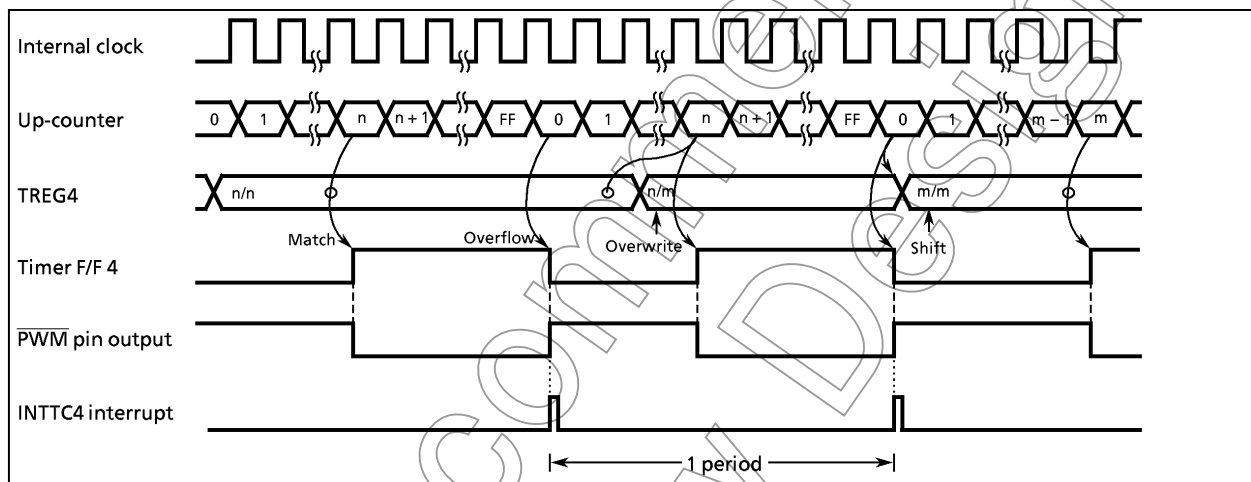 Internal clock
Up-counter
0 1 n n + 1 FF 0 1 n n + 1 FF 0 1 m – 1 m
TREG4
n/n n/m m/m
Match Overflow Overwrite Shift
Timer F/F 4
PWM pin output
INTTC4 interrupt
1 period